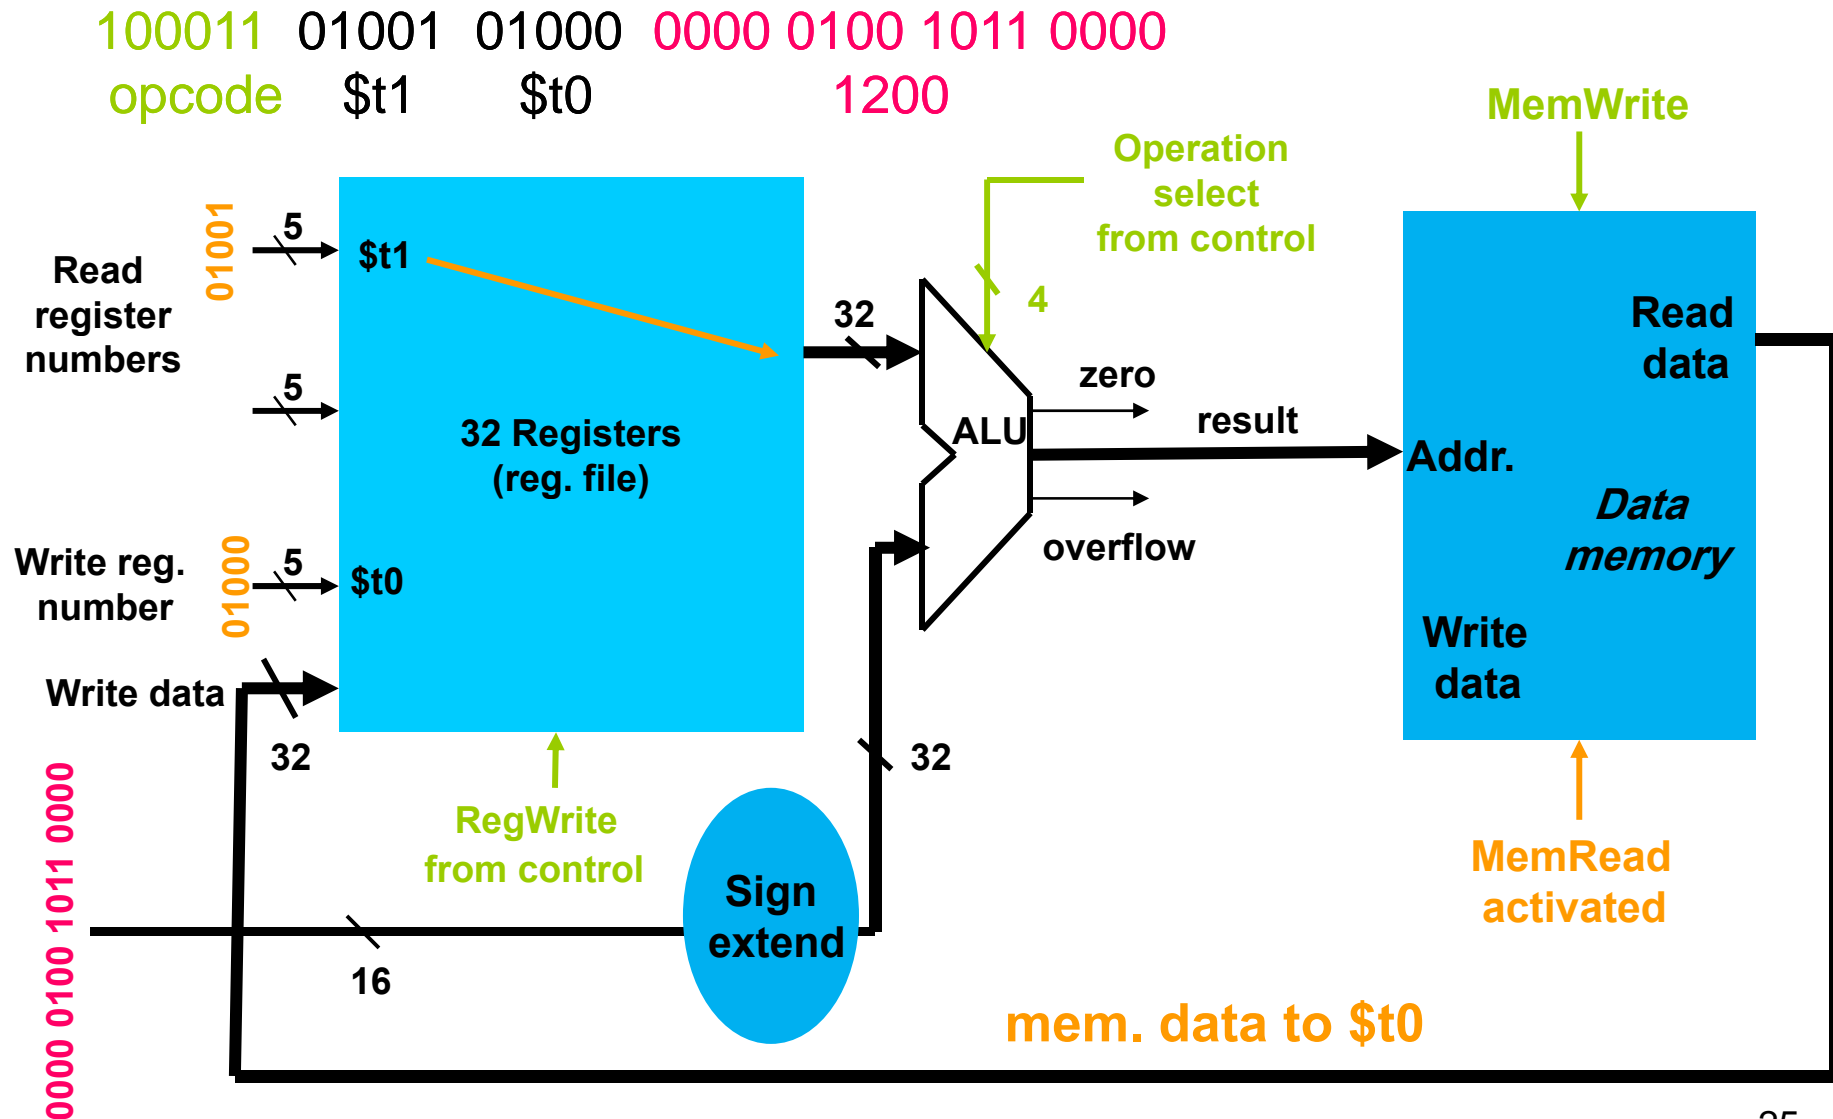 100011 01001 01000 0000 0100 1011 0000
opcode $t1 $t0 1200
MemWrite
Operation
select
from control
4
01001
5
Read
register
numbers
$t1
5
32 Registers
(reg. file)
32
ALU
zero
result
overflow
Read
data
Addr.
Data
memory
Write
data
Write reg.
number
01000
5
$t0
Write data
32
RegWrite
from control
32
MemRead
activated
0000 0100 1011 0000
16
Sign
extend
mem. data to $t0